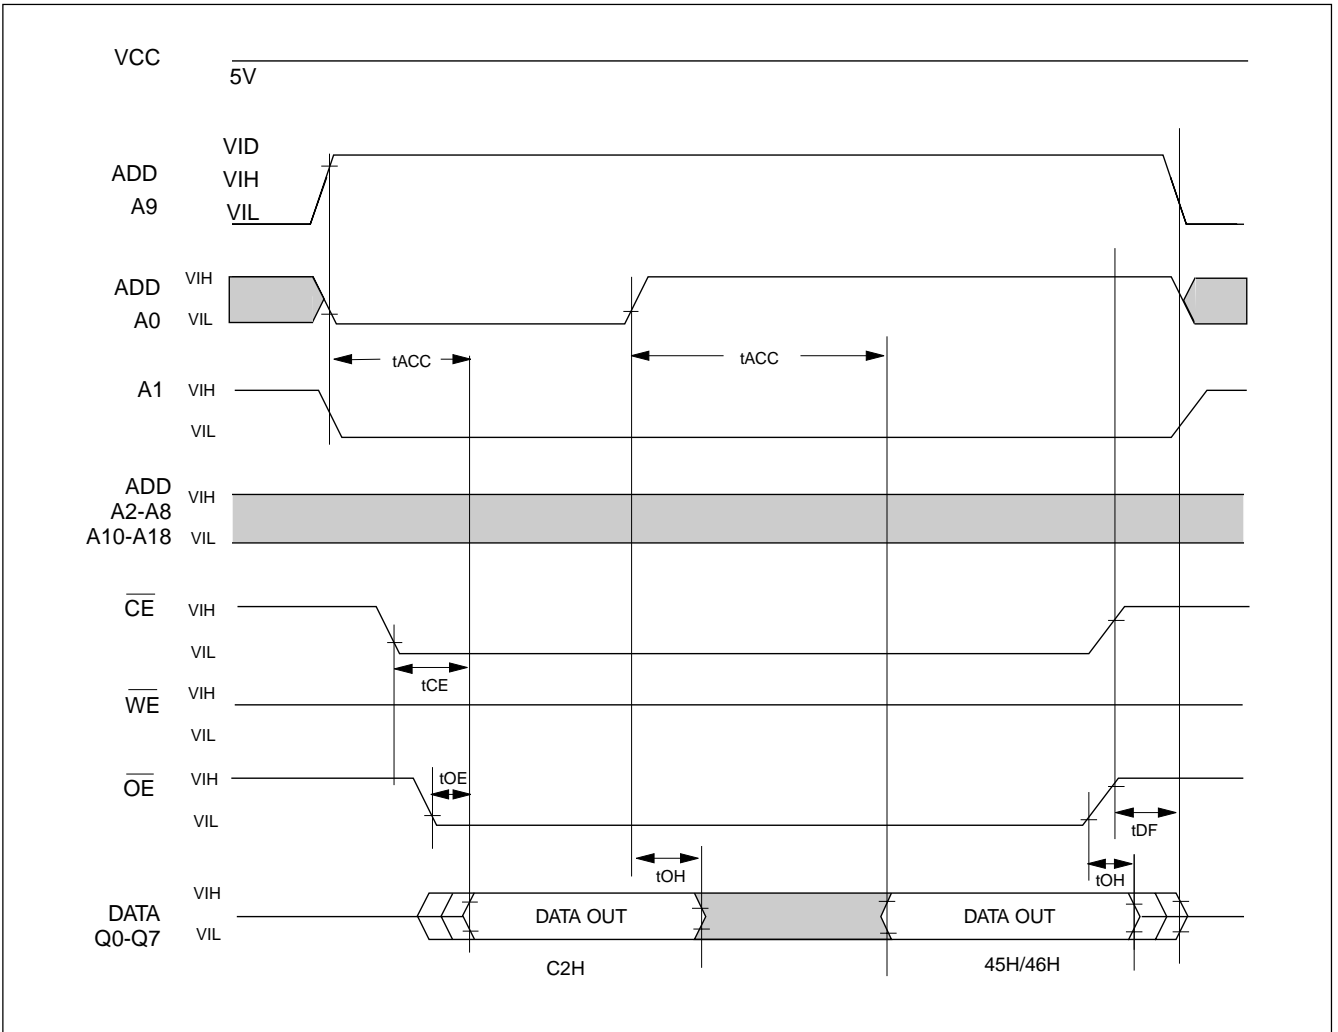 VCC
5V
VID
ADD
VIH
A9
VIL
ADD
VIH
A0
VIL
tACC
tACC
A1
VIH
VIL
ADD
A2-A8
A10-A18
VIH
VIL
CE
VIH
VIL
tCE
WE
VIH
VIL
OE
VIH
tOE
VIL
tDF
tOH
tOH
DATA
Q0-Q7
VIH
VIL
DATA OUT
DATA OUT
C2H
45H/46H